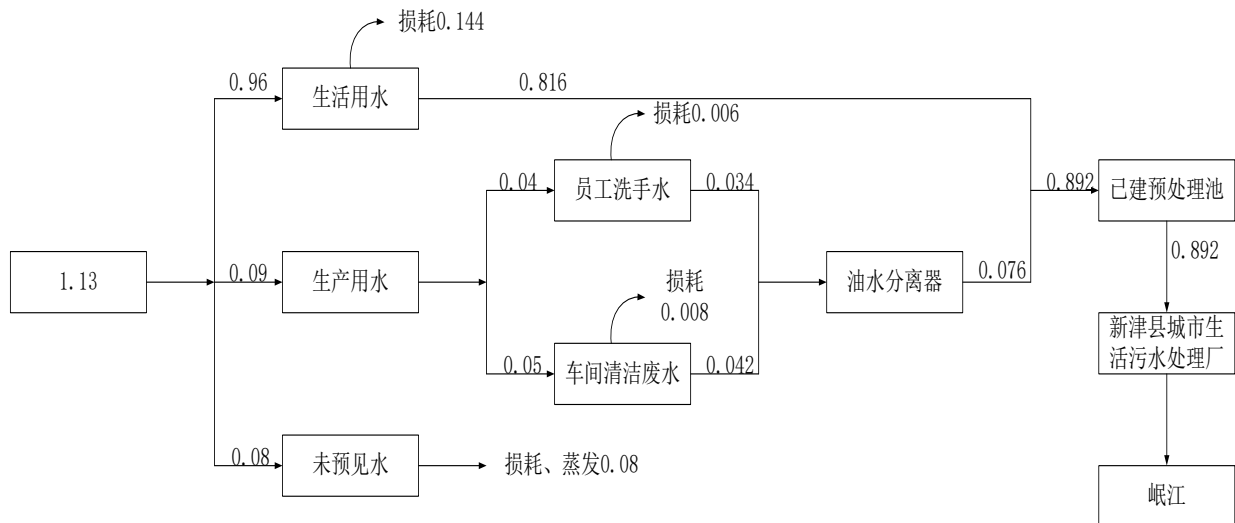 损耗0.144
0.96
生活用水
0.816
损耗0.006
0.04
员工洗手水
0.034
0.892
已建预处理池
1.13
0.09
生产用水
损耗
0.008
油水分离器
0.076
0.892
0.05
车间清洁废水
0.042
新津县城市生
活污水处理厂
0.08
未预见水
损耗、蒸发0.08
岷江